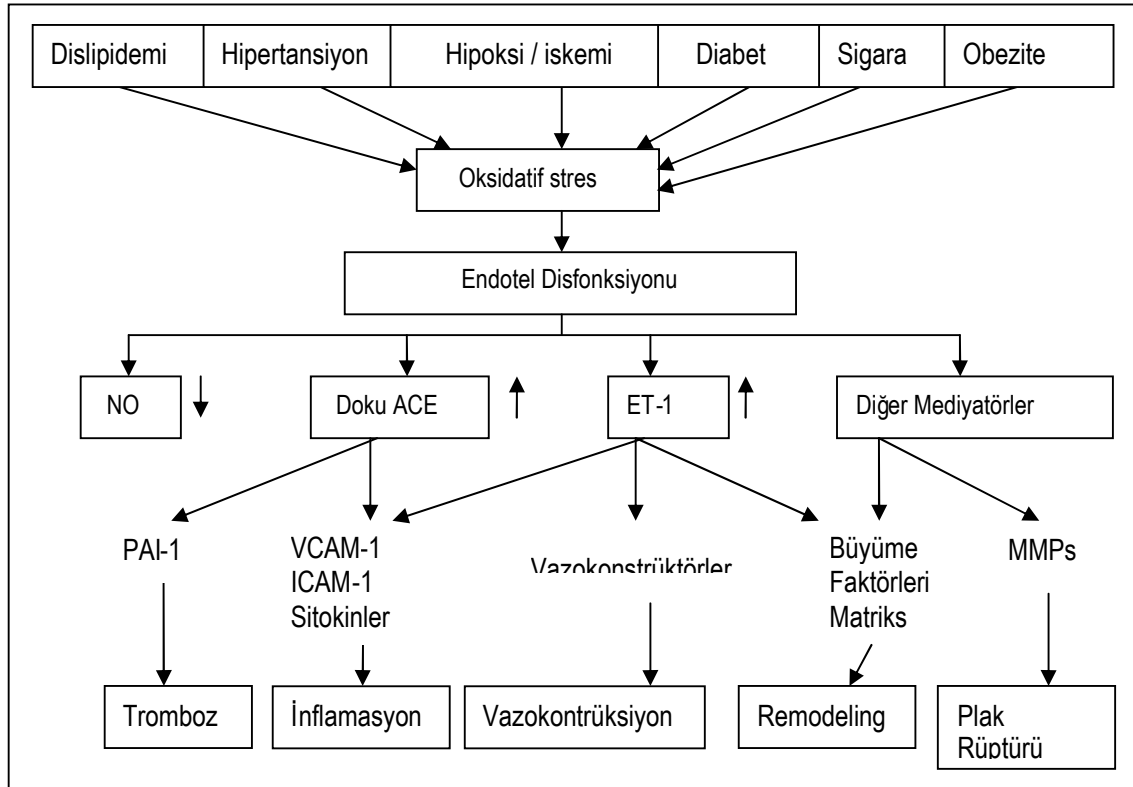 Dislipidemi Hipertansiyon Hipoksi / iskemi Diabet Sigara Obezite
Oksidatif stres
Endotel Disfonksiyonu
NO Doku ACE ET-1 Diğer Mediyatörler
PAI-1
VCAM-1
ICAM-1
Sitokinler
Vazokonstrüktörler
Büyüme
Faktörleri
Matriks
MMPs
Tromboz
İnflamasyon
Vazokontrüksiyon
Remodeling
Plak
Rüptürü